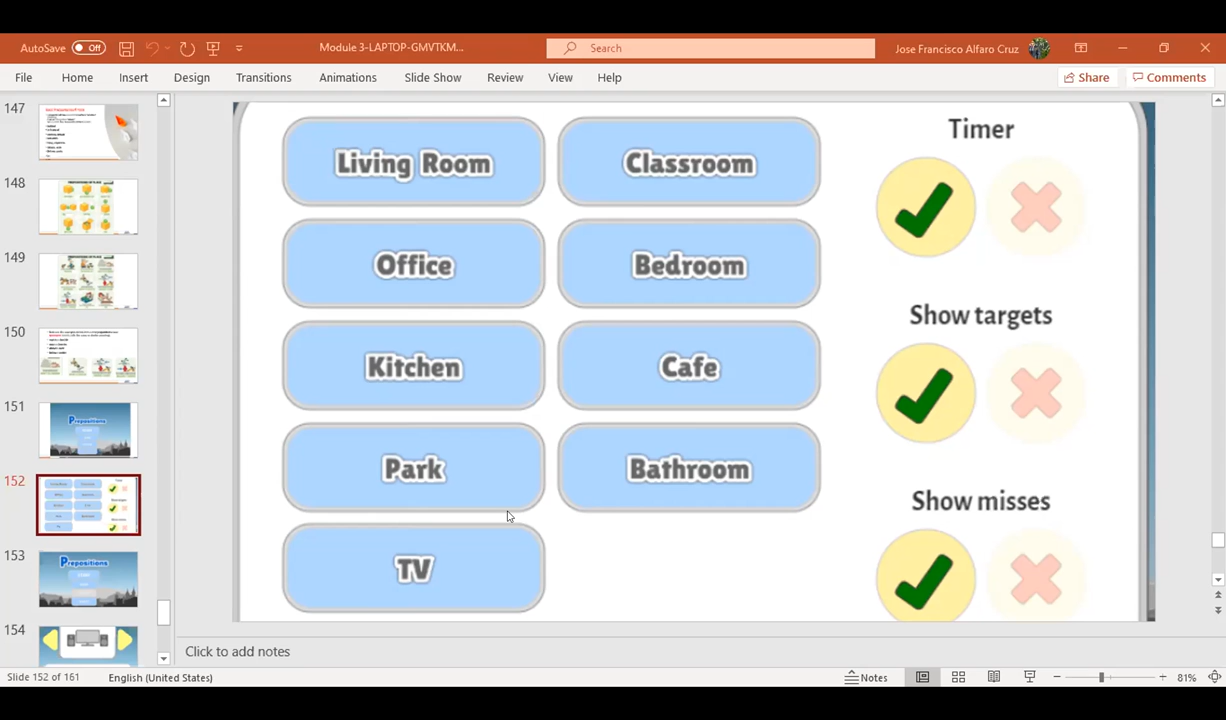 AutoSave Off Module 3-LAPTOP-GMVTKM... Search Jose Francisco Alfaro Cruz
File Home Insert Design Transitions Animations Slide Show Review View Help Share Comments
147
148
149
150
151
Prepositions
152
153
Prepositions
154
Living Room Classroom
Office Bedroom
Kitchen Cafe
Park Bathroom
TV
Timer
Show targets
Show misses
Click to add notes
Slide 152 of 161 English (United States) Notes 81%